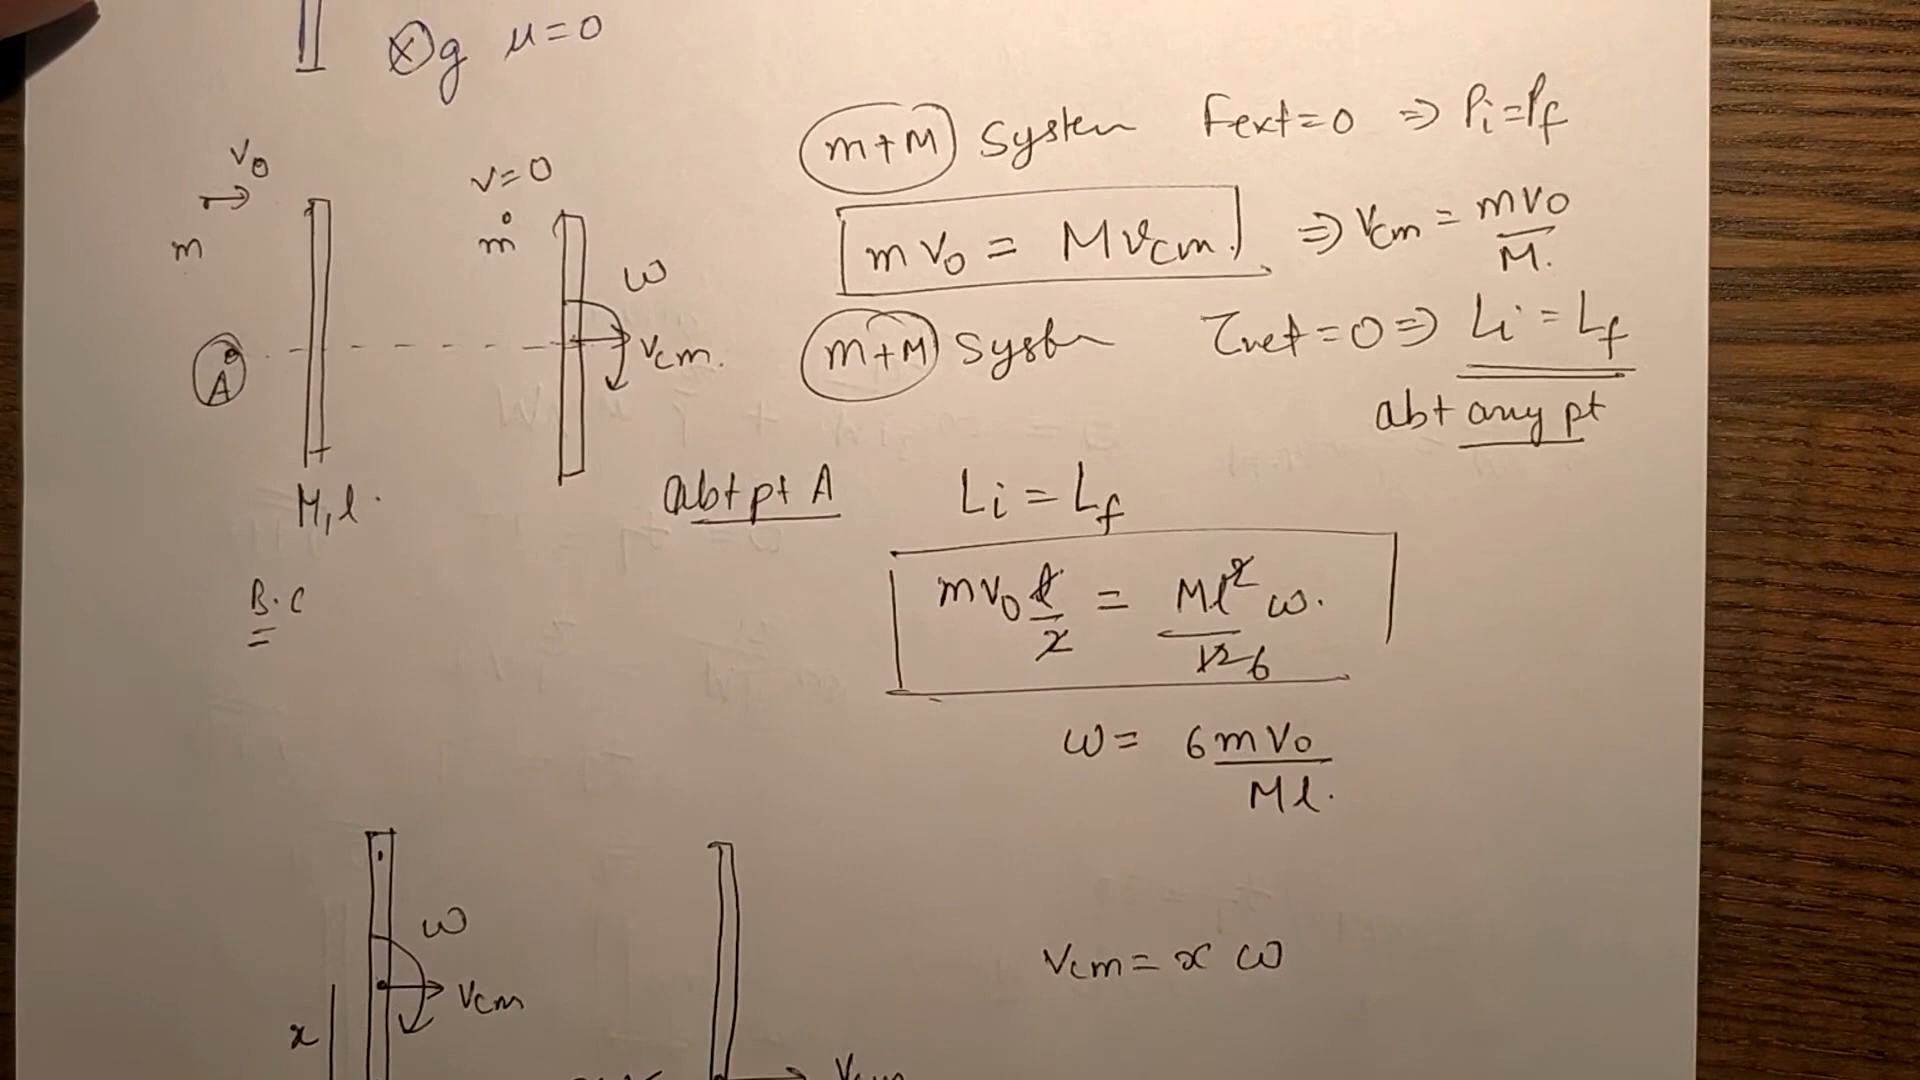 ⊗g μ=0
m+M System Fext=0 ⇒ Pi=Pf
v0
v=0
m
m
mv0 = Mvcm. ⇒ Vcm = mv0/M.
ω
m+M System τnet=0 ⇒ Li=Lf
Vcm.
A
abt any pt
M,l.
abt pt A Li=Lf
B.C
mv0 l/2 = Ml²/12 6 ω.
ω = 6mv0/Ml.
ω
Vcm = x ω
Vcm
x